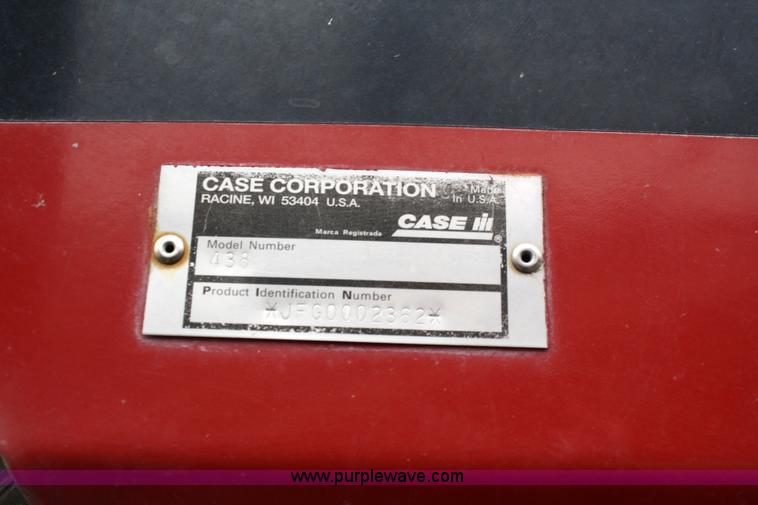 CASE CORPORATION
Made
RACINE, WI 53404 U.S.A.
In U.S.A.
Marca Registrada
CASE IH®
Model Number
438
Product Identification Number
*JFG0002362*
www.purplewave.com